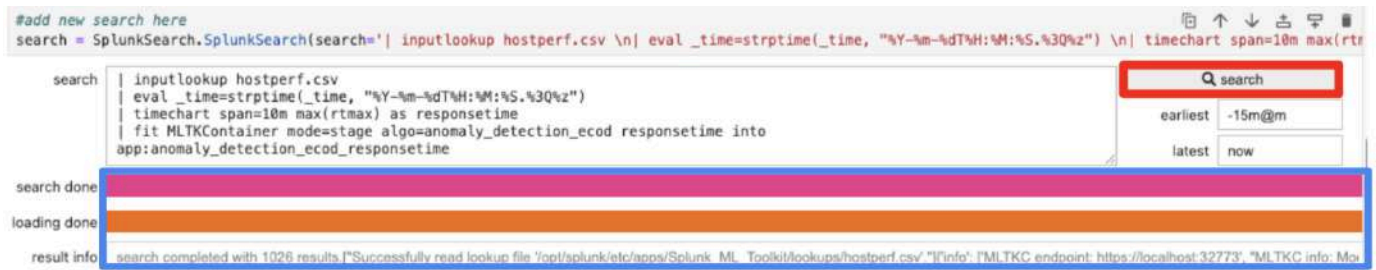 #add new search here
search = SplunkSearch.SplunkSearch(search='| inputlookup hostperf.csv \n| eval _time=strptime(_time, "%Y-%m-%dT%H:%M:%S.%3Q%z") \n| timechart span=10m max(rtm
search
| inputlookup hostperf.csv
| eval _time=strptime(_time, "%Y-%m-%dT%H:%M:%S.%3Q%z")
| timechart span=10m max(rtmax) as responsetime
| fit MLTKContainer mode=stage algo=anomaly_detection_ecod responsetime into
app:anomaly_detection_ecod_responsetime
search
earliest -15m@m
latest now
search done
loading done
result info search completed with 1026 results.["Successfully read lookup file '/opt/splunk/etc/apps/Splunk_ML_Toolkit/lookups/hostperf.csv'."]{'info': ['MLTKC endpoint: https://localhost:32773', "MLTKC info: Mo